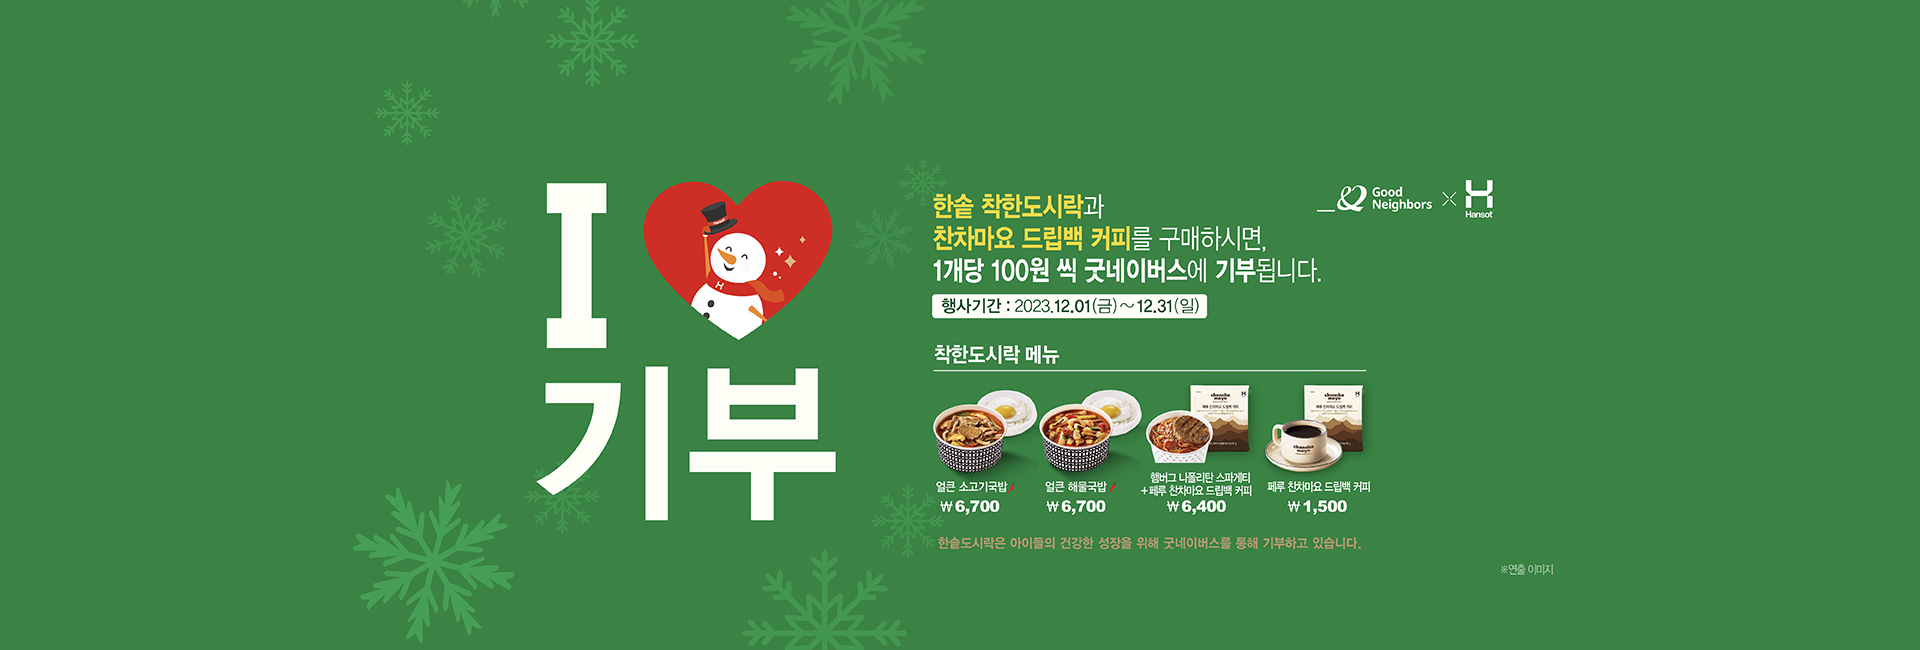 I
기부
Good
Neighbors
Hansot
한솥 착한도시락과
찬차마요 드립백 커피를 구매하시면,
1개당 100원 씩 굿네이버스에 기부됩니다.
행사기간 : 2023.12.01(금)~12.31(일)
착한도시락 메뉴
chancha
mayo
chancha
mayo
chancha
mayo
얼큰 소고기국밥
₩6,700
얼큰 해물국밥
₩6,700
햄버그 나폴리탄 스파게티
+페루 찬차마요 드립백 커피
₩6,400
페루 찬차마요 드립백 커피
₩1,500
한솥도시락은 아이들의 건강한 성장을 위해 굿네이버스를 통해 기부하고 있습니다.
※연출 이미지